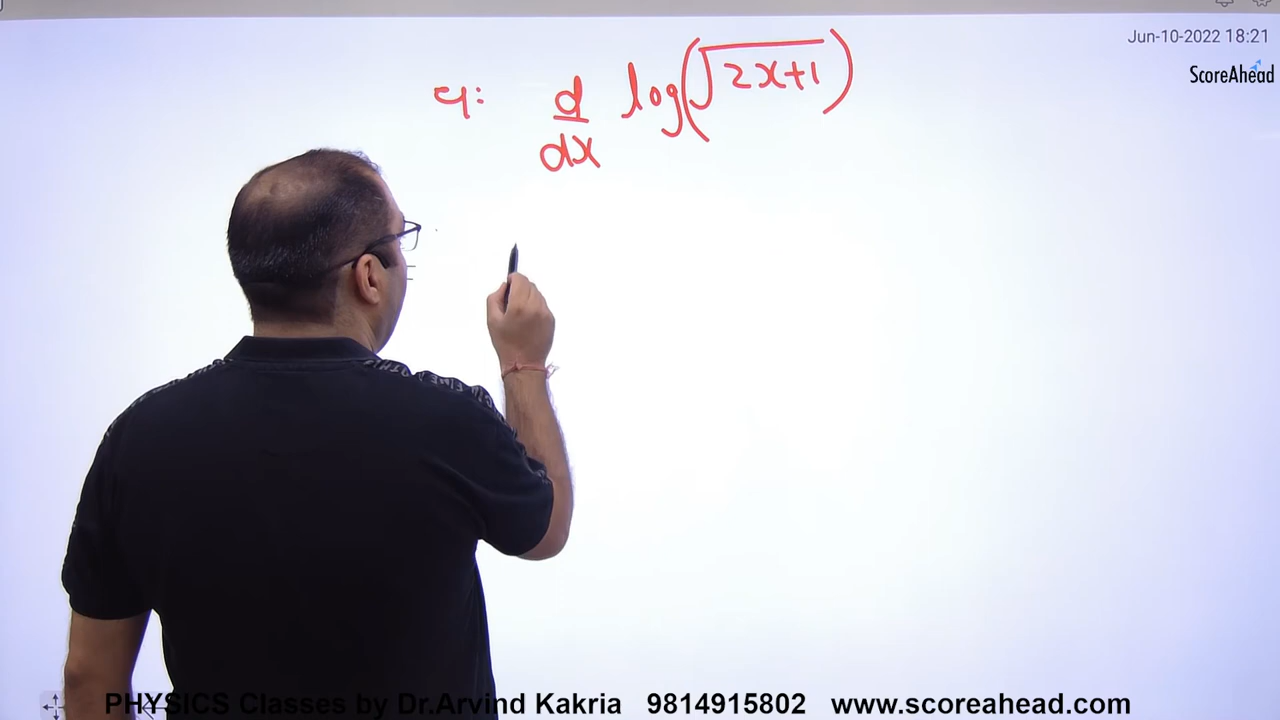 Jun-10-2022 18:21
ScoreAhead
4: d/dx log(√(2x+1))
PHYSICS Classes by Dr.Arvind Kakria 9814915802 www.scoreahead.com